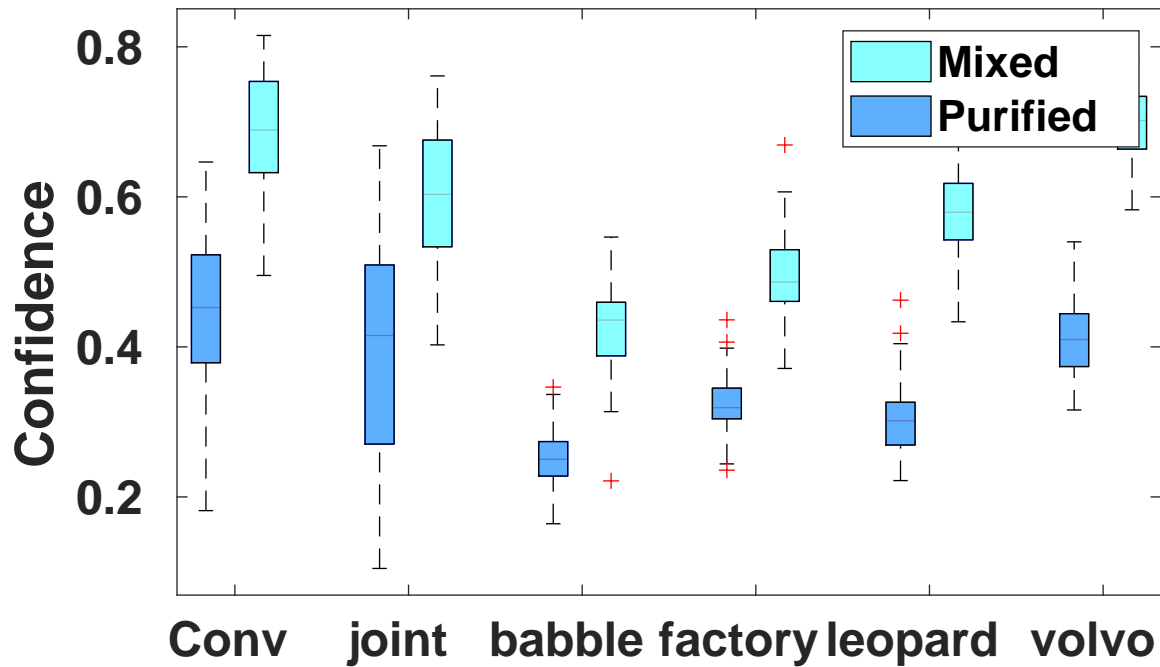 Confidence
0.8
0.6
0.4
0.2
Mixed
Purified
Conv joint babble factory leopard volvo